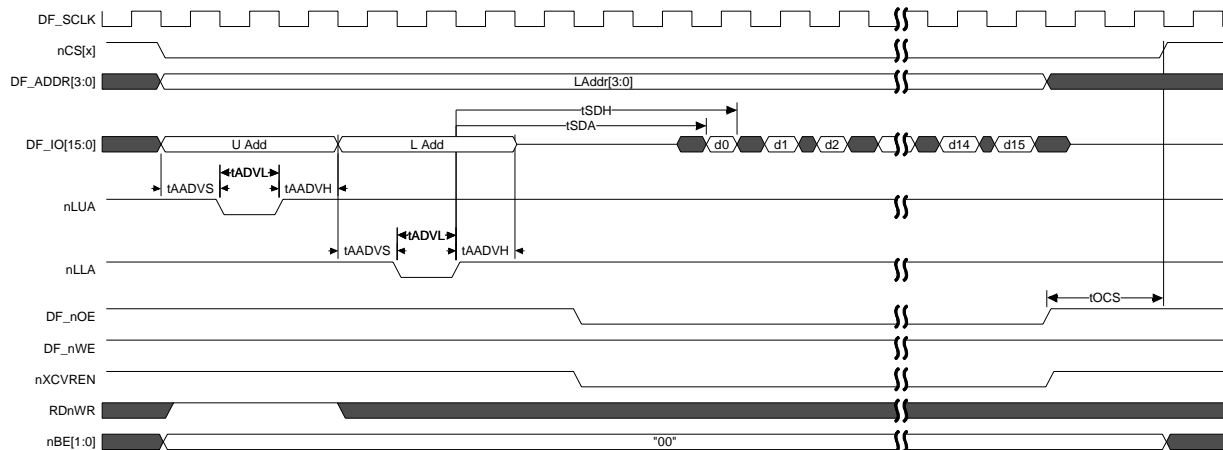 DF_SCLK
nCS[x]
DF_ADDR[3:0] LAddr[3:0]
tSDH
tSDA
DF_IO[15:0] U Add L Add d0 d1 d2 d14 d15
tADVL
tAADVS tAADVH
nLUA
tADVL
tAADVS tAADVH
nLLA
tOCS
DF_nOE
DF_nWE
nXCVREN
RDnWR
nBE[1:0] "00"